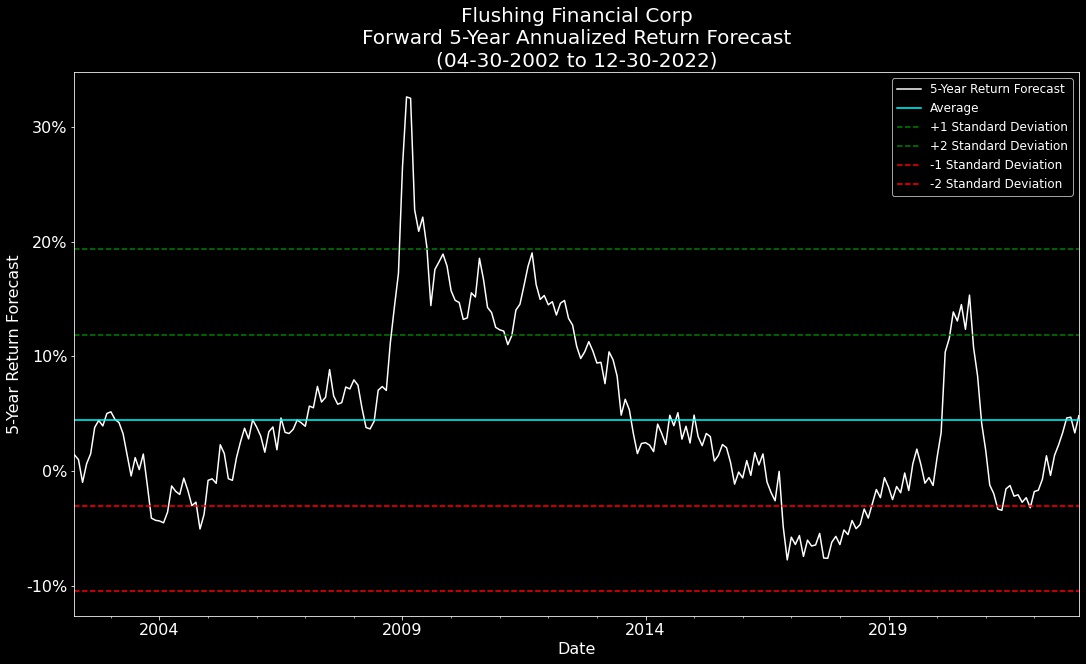 Flushing Financial Corp
Forward 5-Year Annualized Return Forecast
(04-30-2002 to 12-30-2022)
5-Year Return Forecast
Average
+1 Standard Deviation
+2 Standard Deviation
-1 Standard Deviation
-2 Standard Deviation
30%
20%
10%
0%
-10%
5-Year Return Forecast
2004
2009
2014
2019
Date